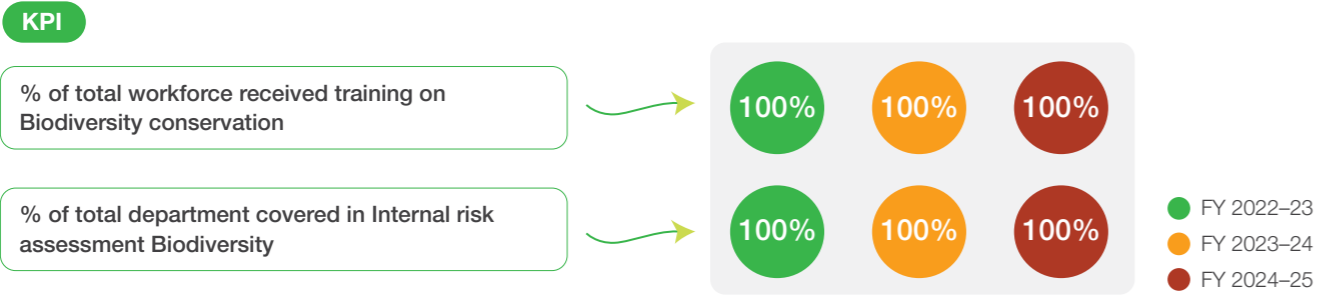 KPI
% of total workforce received training on
Biodiversity conservation
100% 100% 100%
% of total department covered in Internal risk
assessment Biodiversity
100% 100% 100%
FY 2022–23
FY 2023–24
FY 2024–25